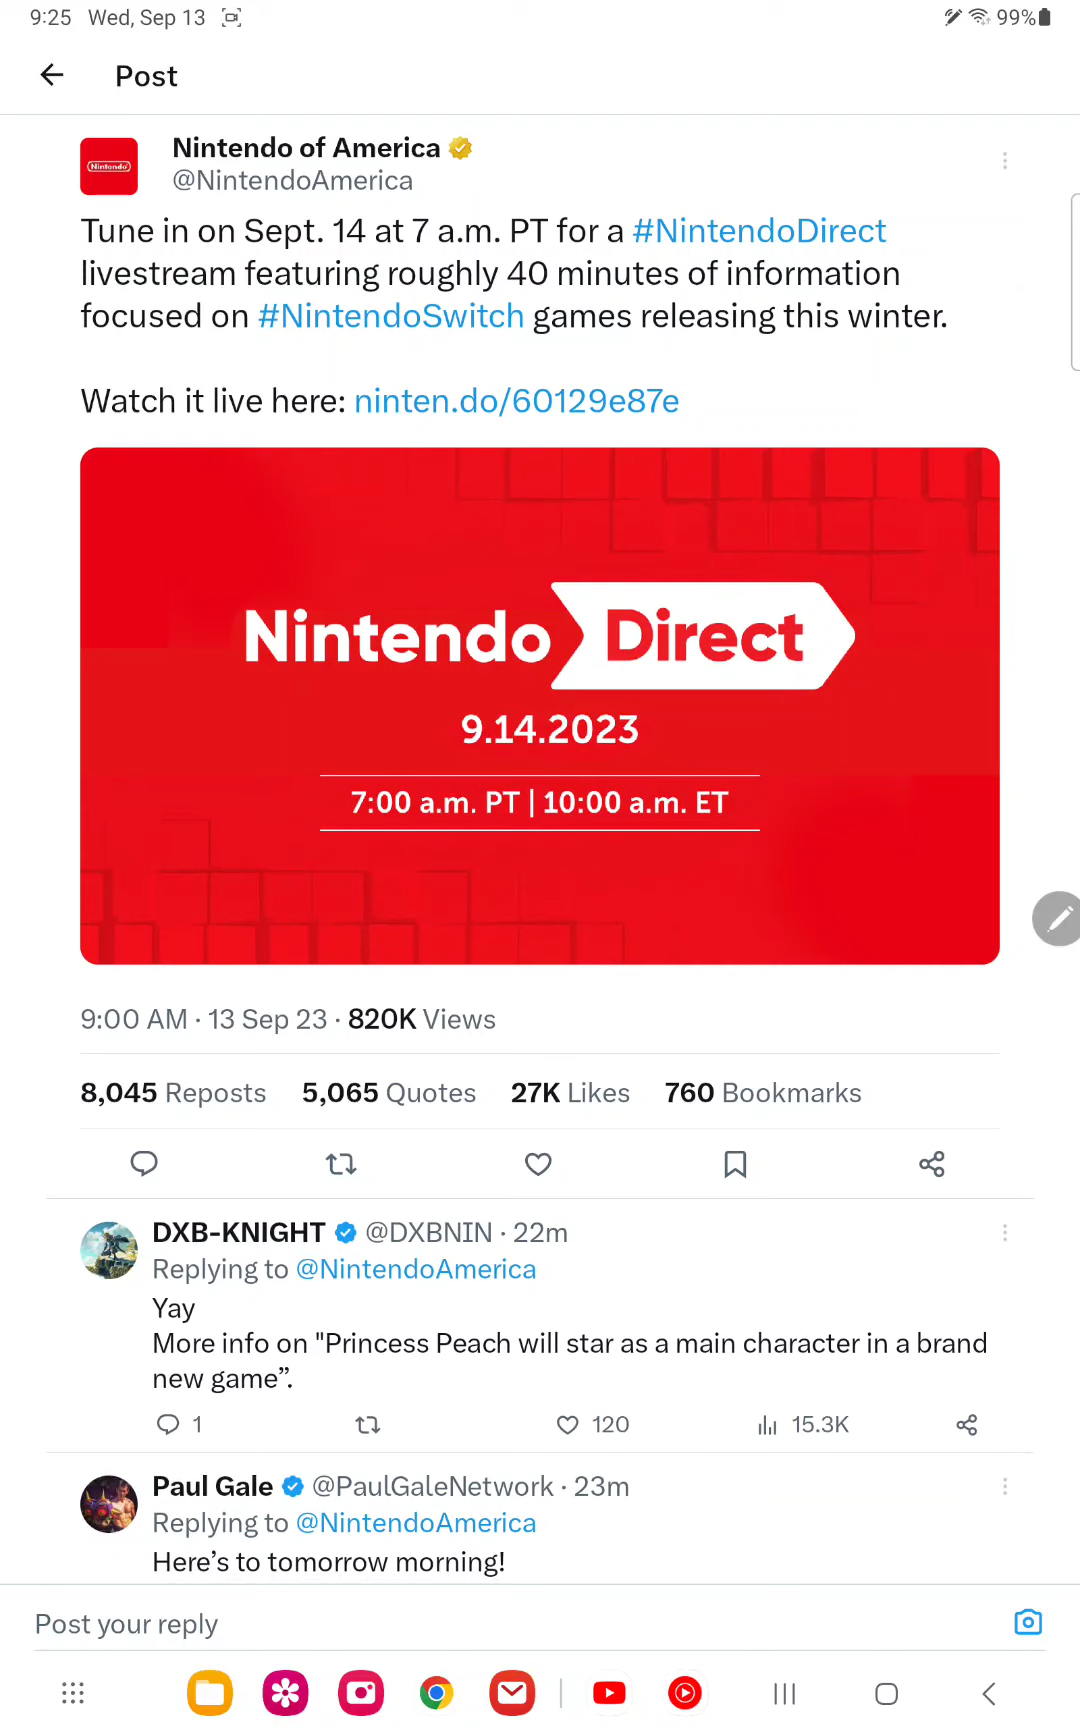 9:25 Wed, Sep 13 99%
Post
Nintendo of America
Nintendo
@NintendoAmerica
Tune in on Sept. 14 at 7 a.m. PT for a #NintendoDirect
livestream featuring roughly 40 minutes of information
focused on #NintendoSwitch games releasing this winter.
Watch it live here: ninten.do/60129e87e
Nintendo Direct
9.14.2023
7:00 a.m. PT | 10:00 a.m. ET
9:00 AM · 13 Sep 23 · 820K Views
8,045 Reposts 5,065 Quotes 27K Likes 760 Bookmarks
DXB-KNIGHT @DXBNIN · 22m
Replying to @NintendoAmerica
Yay
More info on "Princess Peach will star as a main character in a brand
new game”.
1 120 15.3K
Paul Gale @PaulGaleNetwork · 23m
Replying to @NintendoAmerica
Here’s to tomorrow morning!
Post your reply